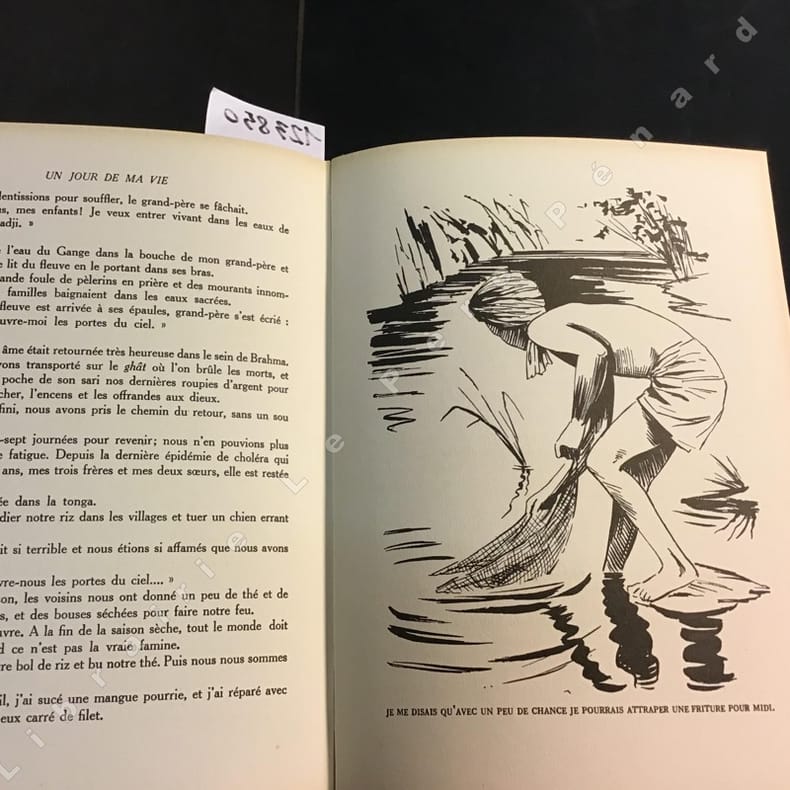 123850
UN JOUR DE MA VIE
lentissions pour souffler, le grand-père se fâchait.
s, mes enfants! Je veux entrer vivant dans les eaux de
adji. »
l'eau du Gange dans la bouche de mon grand-père et
e lit du fleuve en le portant dans ses bras.
ande foule de pèlerins en prière et des mourants innom-
familles baignaient dans les eaux sacrées.
fleuve est arrivée à ses épaules, grand-père s'est écrié :
uvre-moi les portes du ciel. »
âme était retournée très heureuse dans le sein de Brahma.
vons transporté sur le ghât où l'on brûle les morts, et
poche de son sari nos dernières roupies d'argent pour
cher, l'encens et les offrandes aux dieux.
fini, nous avons pris le chemin du retour, sans un sou
-sept journées pour revenir; nous n'en pouvions plus
e fatigue. Depuis la dernière épidémie de choléra qui
ans, mes trois frères et mes deux sœurs, elle est restée
ée dans la tonga.
dier notre riz dans les villages et tuer un chien errant
it si terrible et nous étions si affamés que nous avons
vre-nous les portes du ciel.... »
son, les voisins nous ont donné un peu de thé et de
s, et des bouses séchées pour faire notre feu.
uvre. A la fin de la saison sèche, tout le monde doit
d ce n'est pas la vraie famine.
re bol de riz et bu notre thé. Puis nous nous sommes
il, j'ai sucé une mangue pourrie, et j'ai réparé avec
eux carré de filet.
JE ME DISAIS QU'AVEC UN PEU DE CHANCE JE POURRAIS ATTRAPER UNE FRITURE POUR MIDI.
Librairie Le Père Pénard